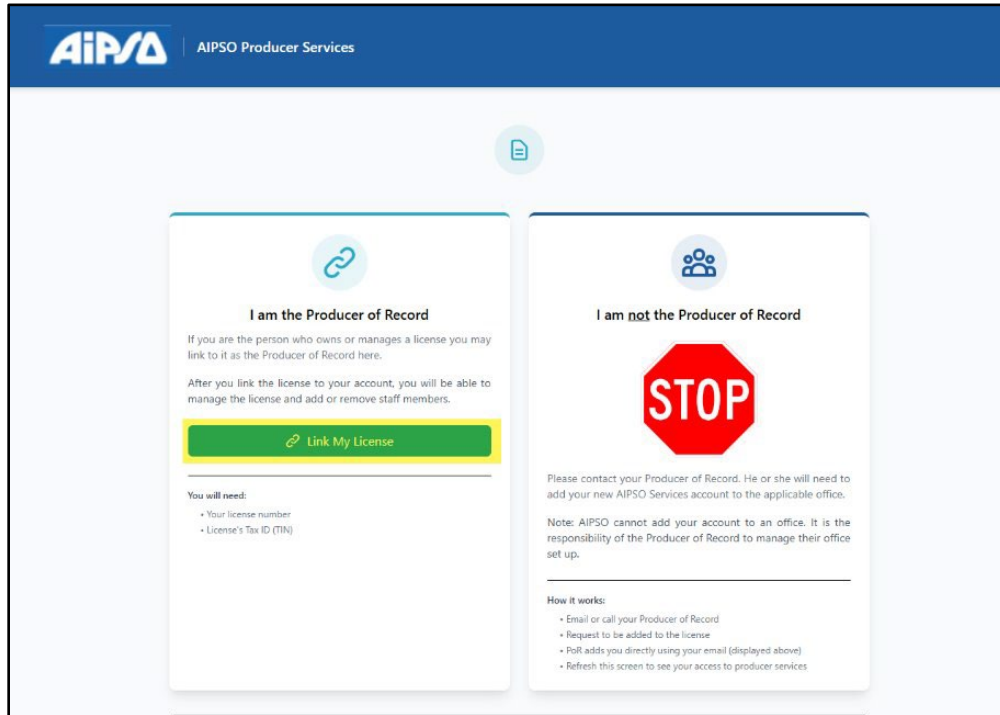 AiPSO
AIPSO Producer Services
I am the Producer of Record
If you are the person who owns or manages a license you may
link to it as the Producer of Record here.
After you link the license to your account, you will be able to
manage the license and add or remove staff members.
Link My License
You will need:
• Your license number
• License's Tax ID (TIN)
I am not the Producer of Record
STOP
Please contact your Producer of Record. He or she will need to
add your new AIPSO Services account to the applicable office.
Note: AIPSO cannot add your account to an office. It is the
responsibility of the Producer of Record to manage their office
set up.
How it works:
• Email or call your Producer of Record
• Request to be added to the license
• PoR adds you directly using your email (displayed above)
• Refresh this screen to see your access to producer services